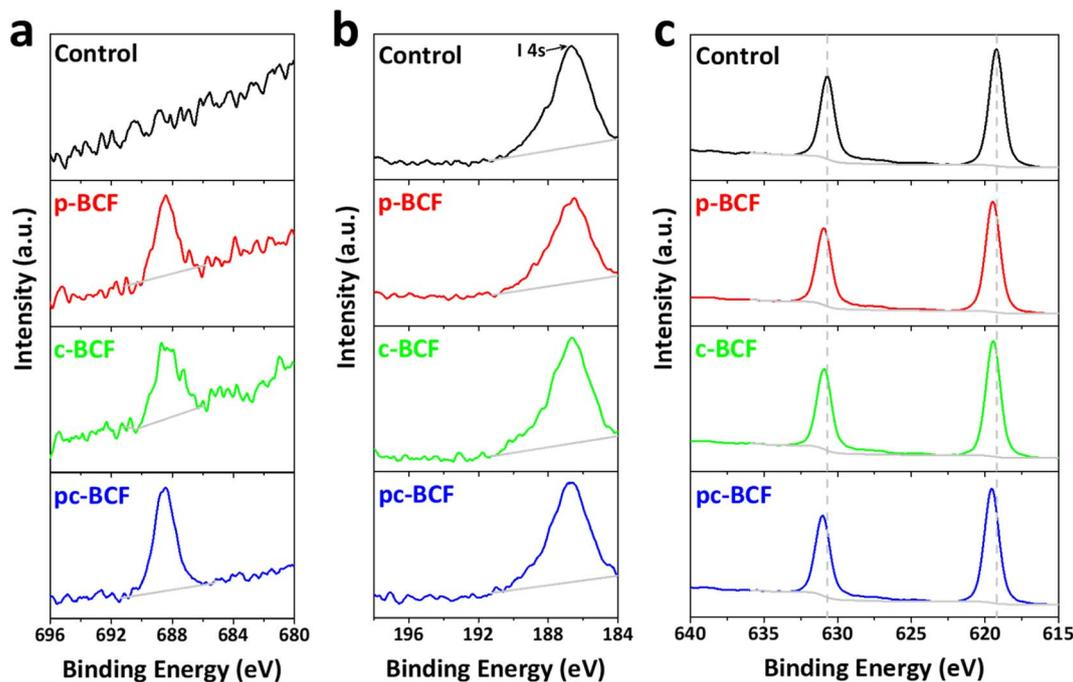 a
Control
p-BCF
c-BCF
pc-BCF
Intensity (a.u.)
696 692 688 684 680
Binding Energy (eV)
b
Control
I 4s
p-BCF
c-BCF
pc-BCF
Intensity (a.u.)
196 192 188 184
Binding Energy (eV)
c
Control
p-BCF
c-BCF
pc-BCF
Intensity (a.u.)
640 635 630 625 620 615
Binding Energy (eV)